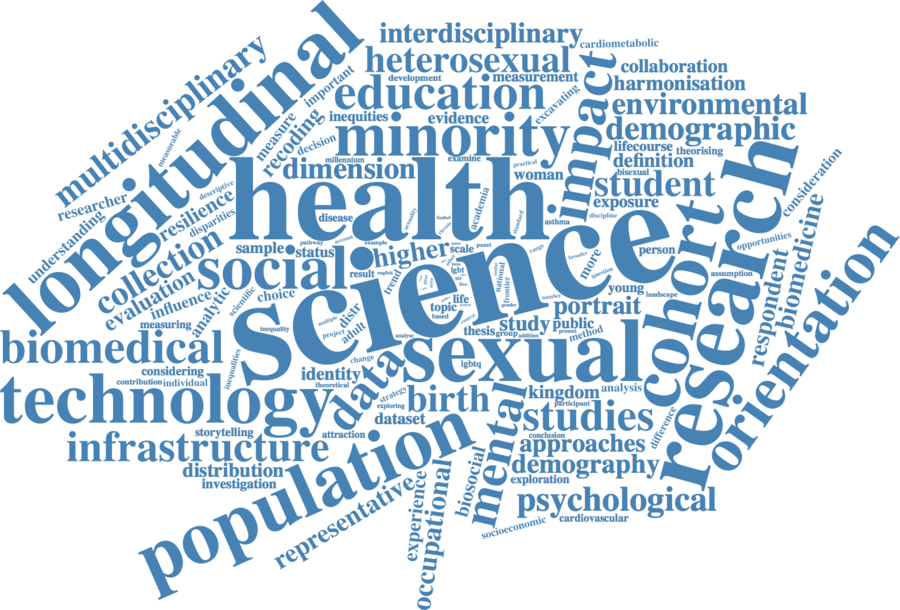 interdisciplinary
cardiometabolic
heterosexual
collaboration
development
measurement
harmonisation
important
education
excavating
impact
environmental
multidisciplinary
longitudinal
measure
inequities
evidence
demographic
measurable
recoding
decision
minority
lifecourse
theorising
millennium
examine
practical
definition
dimension
woman
bisexual
student
researcher
descriptive
health
academia
exposure
discipline
consideration
resilience
disparities
disease
sexuality
standard
asthma
understanding
science
research
cohort
opportunities
biomedicine
collection
sample
status
pathway
example
higher
scale
panel
range
more
broader
person
orientation
social
result
english
trend
lgbt
national
frontier
question
assumption
respondent
evaluation
influence
analytic
scientific
choice
topic
life
based
number
young
landscape
portrait
measuring
inequality
multiple
project
distr
adult
analyse
thesis
study
group
addition
public
present
method
biomedical
change
data
sexual
lgbtq
considering
contribution
individual
inequalities
identity
theoretical
technology
strategy
exploring
birth
kingdom
analysis
participant
dataset
studies
difference
storytelling
attraction
conclusion
infrastructure
population
mental
approaches
distribution
demography
investigation
exploration
representative
experience
occupational
biosocial
psychological
socioeconomic
cardiovascular